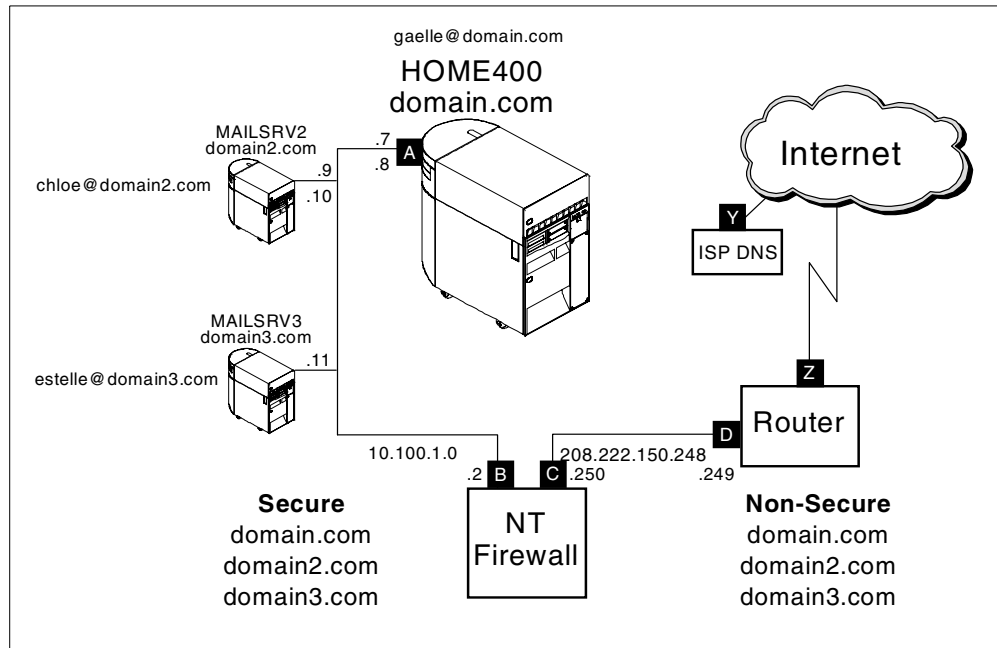 gaelle@domain.com
HOME400
domain.com
MAILSRV2
domain2.com
.7
A
.8
.9
chloe@domain2.com
.10
Internet
Y
ISP DNS
MAILSRV3
domain3.com
.11
estelle@domain3.com
Z
Router
D
10.100.1.0
208.222.150.248
.2
B
C
.250
.249
Secure
domain.com
domain2.com
domain3.com
NT
Firewall
Non-Secure
domain.com
domain2.com
domain3.com